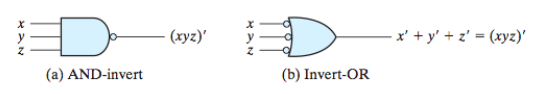 x
y
z
(xyz)'
(a) AND-invert
x
y
z
x' + y' + z' = (xyz)'
(b) Invert-OR